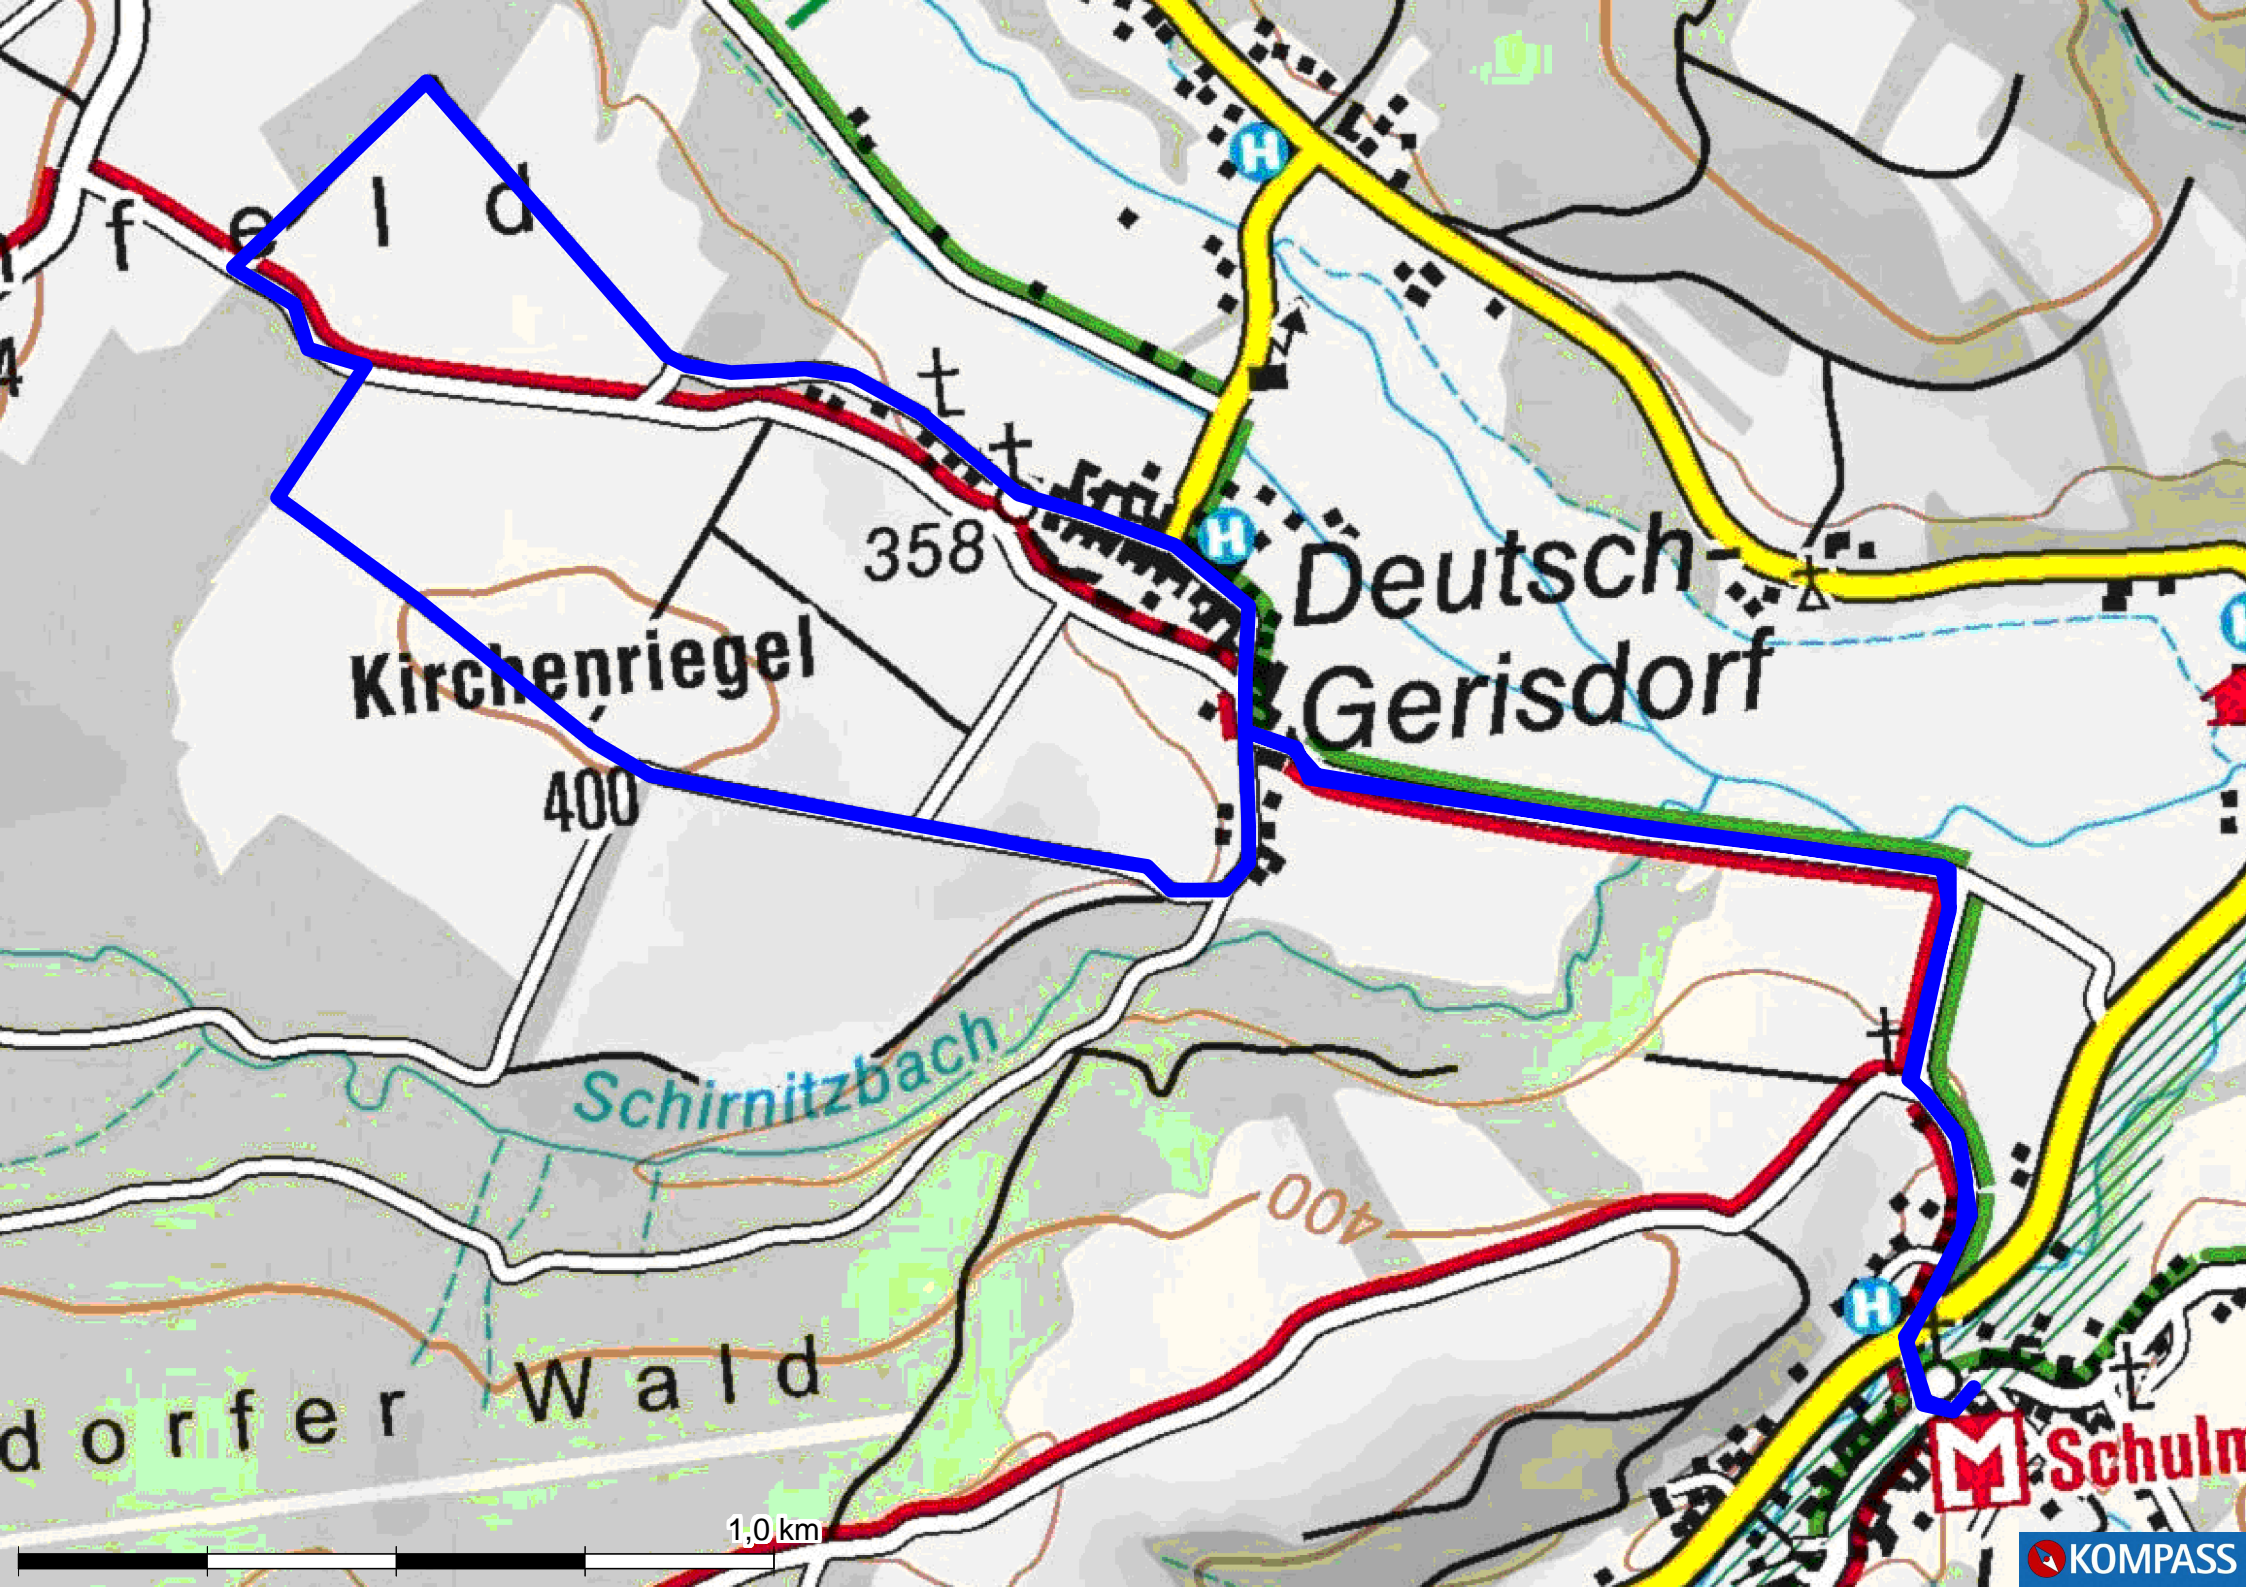 f e l d
H
H
358
Deutsch-
Gerisdorf
Kirchenriegel
400
Schirnitzbach
400
H
dorfer Wald
M Schulm
1,0 km
KOMPASS